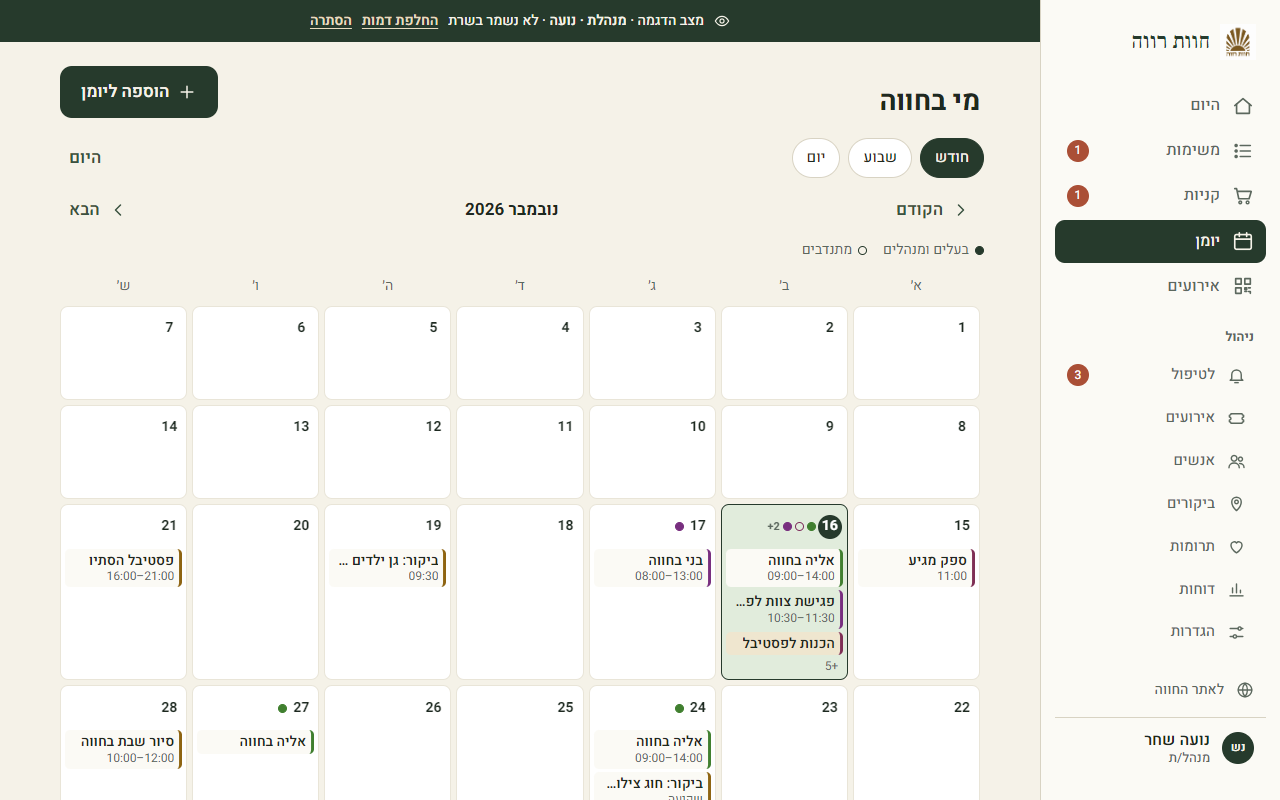 מצב הדגמה · מנהלת · נועה · לא נשמר בשרת החלפת דמות הסתרה
חוות רווה
היום
משימות 1
קניות 1
יומן
אירועים
ניהול
לטיפול 3
אירועים
אנשים
ביקורים
תרומות
דוחות
הגדרות
לאתר החווה
נש נועה שחר
מנהל/ת
מי בחווה
הוספה ליומן
חודש שבוע יום
היום
הקודם נובמבר 2026 הבא
בעלים ומנהלים מתנדבים
א' ב' ג' ד' ה' ו' ש'
1 2 3 4 5 6 7
8 9 10 11 12 13 14
15
ספק מגיע
11:00
16 +2
אליה בחווה
09:00–14:00
פגישת צוות לפ...
10:30–11:30
הכנות לפסטיבל
+5
17
בני בחווה
08:00–13:00
18
19
ביקור: גן ילדים ...
09:30
20
21
פסטיבל הסתיו
16:00–21:00
22
23
24
אליה בחווה
09:00–14:00
ביקור: חוג צילו...
25
26
27
אליה בחווה
28
סיור שבת בחווה
10:00–12:00